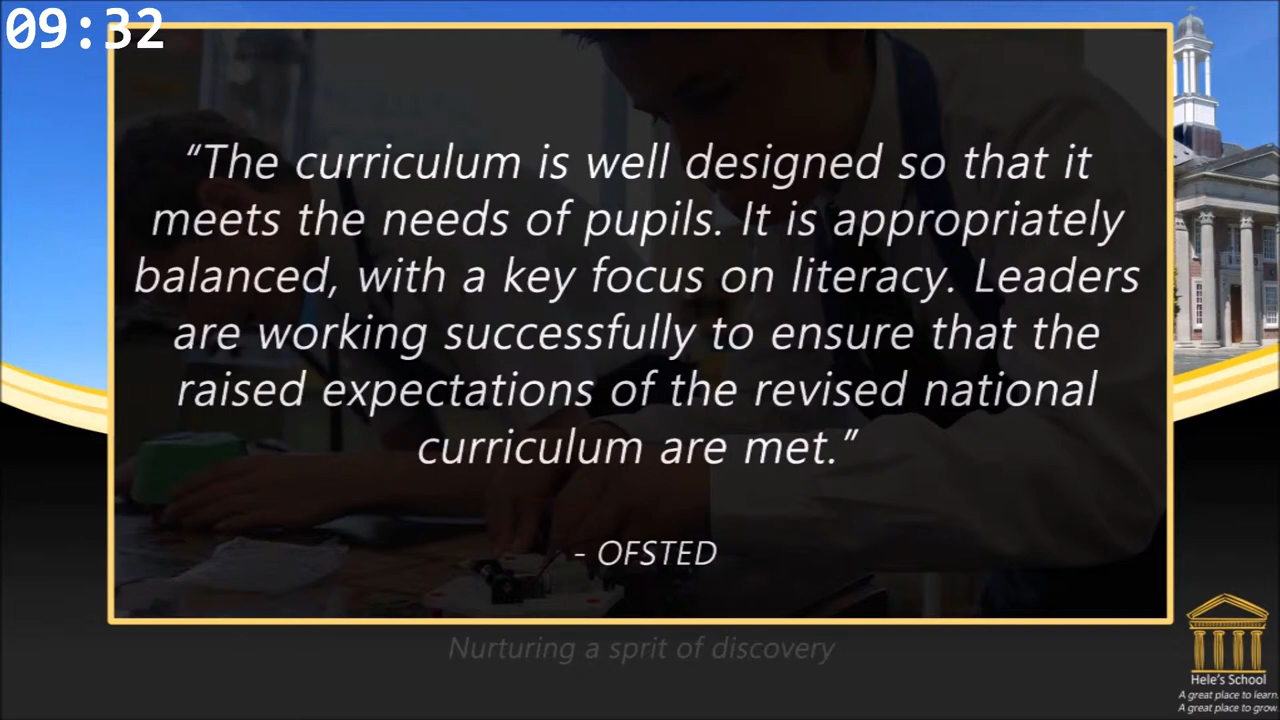 09:32
“The curriculum is well designed so that it
meets the needs of pupils. It is appropriately
balanced, with a key focus on literacy. Leaders
are working successfully to ensure that the
raised expectations of the revised national
curriculum are met.”
- OFSTED
Nurturing a sprit of discovery
Hele's School
A great place to learn.
A great place to grow.